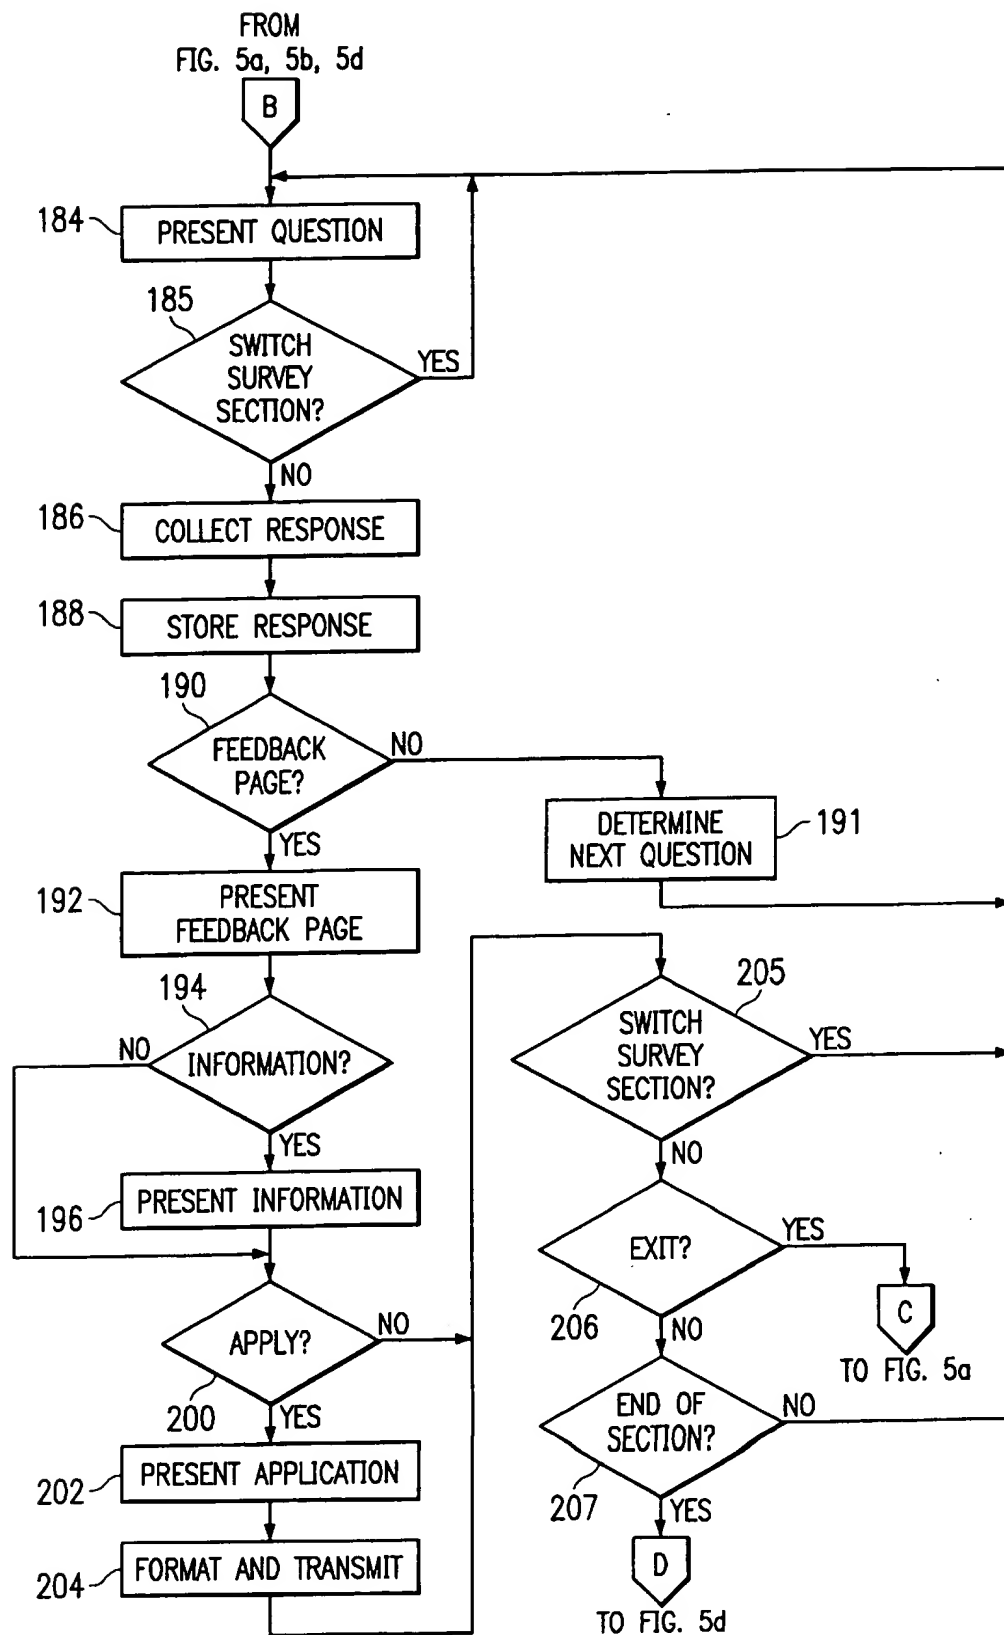 FROM
FIG. 5a, 5b, 5d
B
184
PRESENT QUESTION
185
SWITCH
SURVEY
SECTION?
YES
NO
186
COLLECT RESPONSE
188
STORE RESPONSE
190
FEEDBACK
PAGE?
NO
YES
DETERMINE
NEXT QUESTION
191
192
PRESENT
FEEDBACK PAGE
194
NO
INFORMATION?
YES
196
PRESENT INFORMATION
APPLY?
NO
200
YES
202
PRESENT APPLICATION
204
FORMAT AND TRANSMIT
205
SWITCH
SURVEY
SECTION?
YES
NO
EXIT?
YES
206
NO
C
TO FIG. 5a
END OF
SECTION?
NO
207
YES
D
TO FIG. 5d